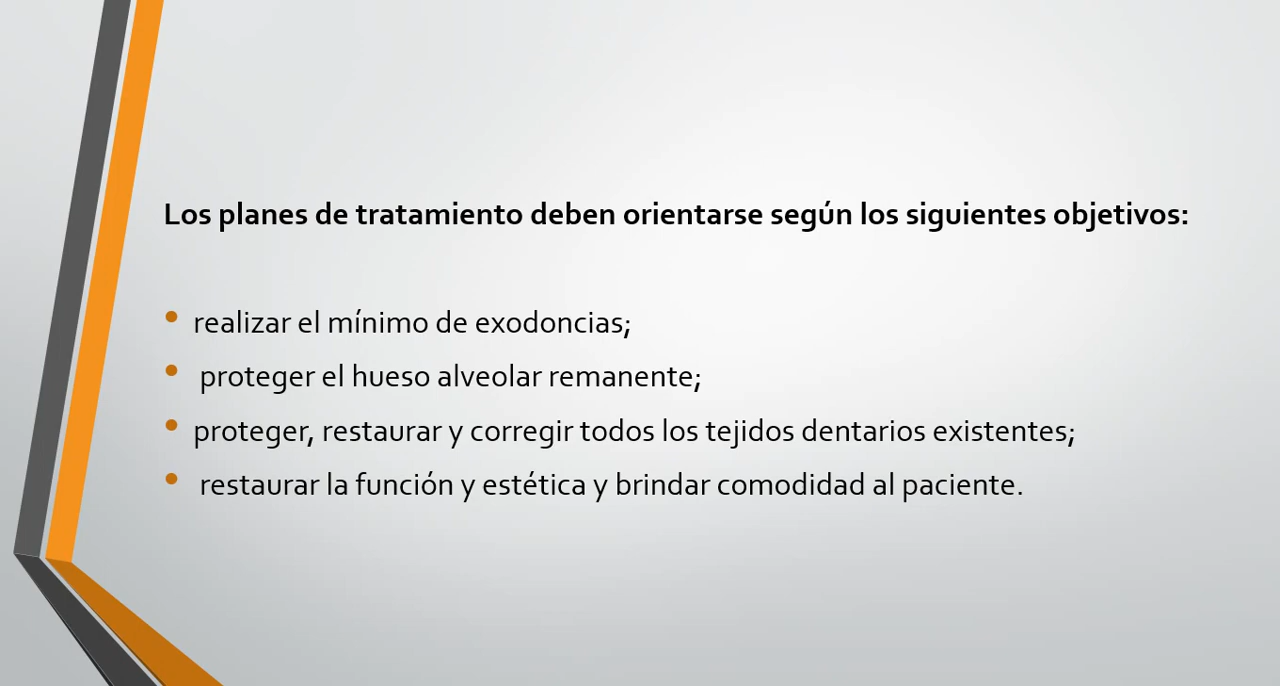 Los planes de tratamiento deben orientarse según los siguientes objetivos:
• realizar el mínimo de exodoncias;
• proteger el hueso alveolar remanente;
• proteger, restaurar y corregir todos los tejidos dentarios existentes;
• restaurar la función y estética y brindar comodidad al paciente.